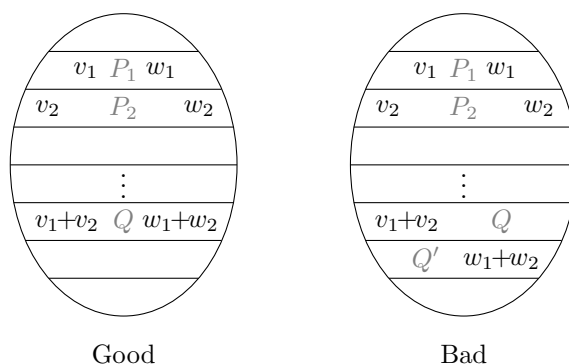 v₁ P₁ w₁ v₁ P₁ w₁
v₂ P₂ w₂ v₂ P₂ w₂
⋮ ⋮
v₁+v₂ Q w₁+w₂ v₁+v₂ Q
Q′ w₁+w₂
Good Bad